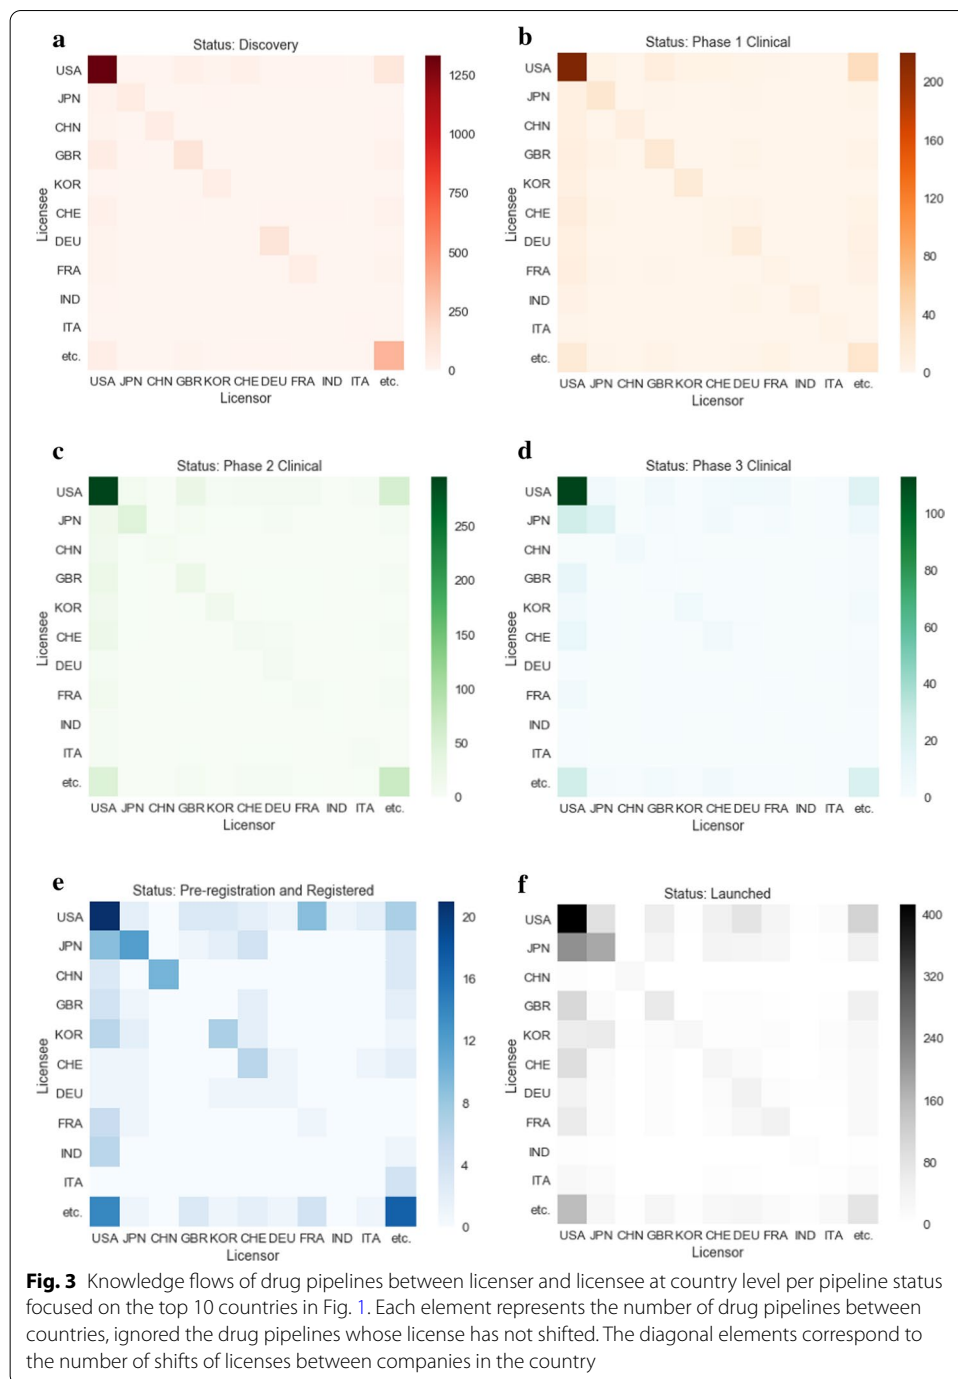 a
Status: Discovery
USA
JPN
CHN
GBR
KOR
CHE
DEU
FRA
IND
ITA
etc.
Licensee
USA JPN CHN GBR KOR CHE DEU FRA IND ITA etc.
Licensor
1250
1000
750
500
250
0
b
Status: Phase 1 Clinical
USA
JPN
CHN
GBR
KOR
CHE
DEU
FRA
IND
ITA
etc.
Licensee
USA JPN CHN GBR KOR CHE DEU FRA IND ITA etc.
Licensor
200
160
120
80
40
0
c
Status: Phase 2 Clinical
USA
JPN
CHN
GBR
KOR
CHE
DEU
FRA
IND
ITA
etc.
Licensee
USA JPN CHN GBR KOR CHE DEU FRA IND ITA etc.
Licensor
250
200
150
100
50
0
d
Status: Phase 3 Clinical
USA
JPN
CHN
GBR
KOR
CHE
DEU
FRA
IND
ITA
etc.
Licensee
USA JPN CHN GBR KOR CHE DEU FRA IND ITA etc.
Licensor
100
80
60
40
20
0
e
Status: Pre-registration and Registered
USA
JPN
CHN
GBR
KOR
CHE
DEU
FRA
IND
ITA
etc.
Licensee
USA JPN CHN GBR KOR CHE DEU FRA IND ITA etc.
Licensor
20
16
12
8
4
0
f
Status: Launched
USA
JPN
CHN
GBR
KOR
CHE
DEU
FRA
IND
ITA
etc.
Licensee
USA JPN CHN GBR KOR CHE DEU FRA IND ITA etc.
Licensor
400
320
240
160
80
0
Fig. 3 Knowledge flows of drug pipelines between licenser and licensee at country level per pipeline status
focused on the top 10 countries in Fig. 1. Each element represents the number of drug pipelines between
countries, ignored the drug pipelines whose license has not shifted. The diagonal elements correspond to
the number of shifts of licenses between companies in the country